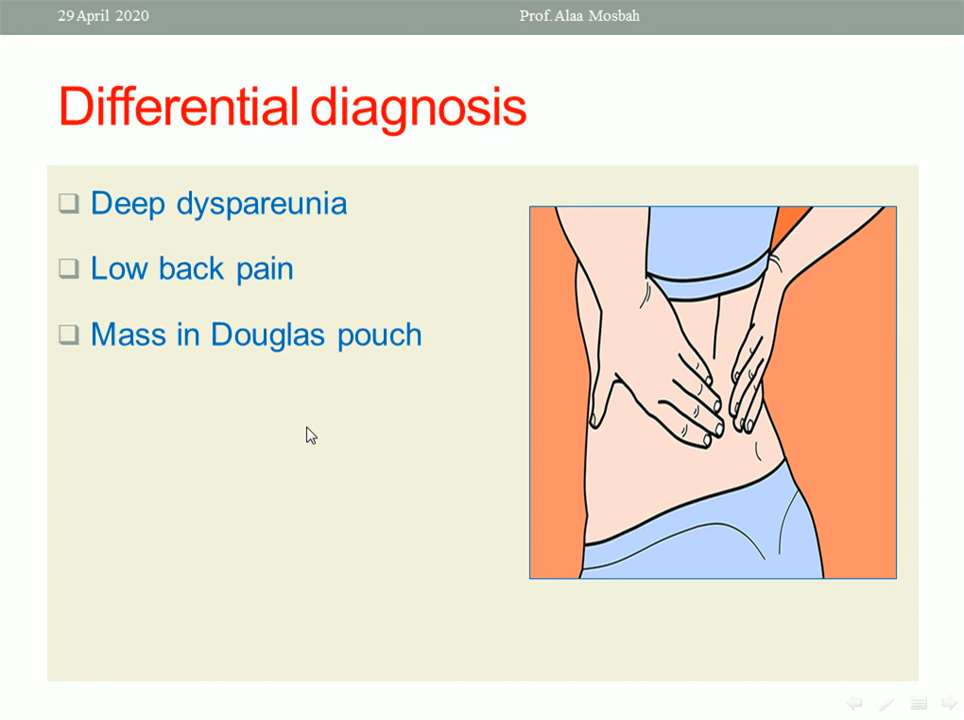 29 April 2020
Prof. Alaa Mosbah
Differential diagnosis
Deep dyspareunia
Low back pain
Mass in Douglas pouch